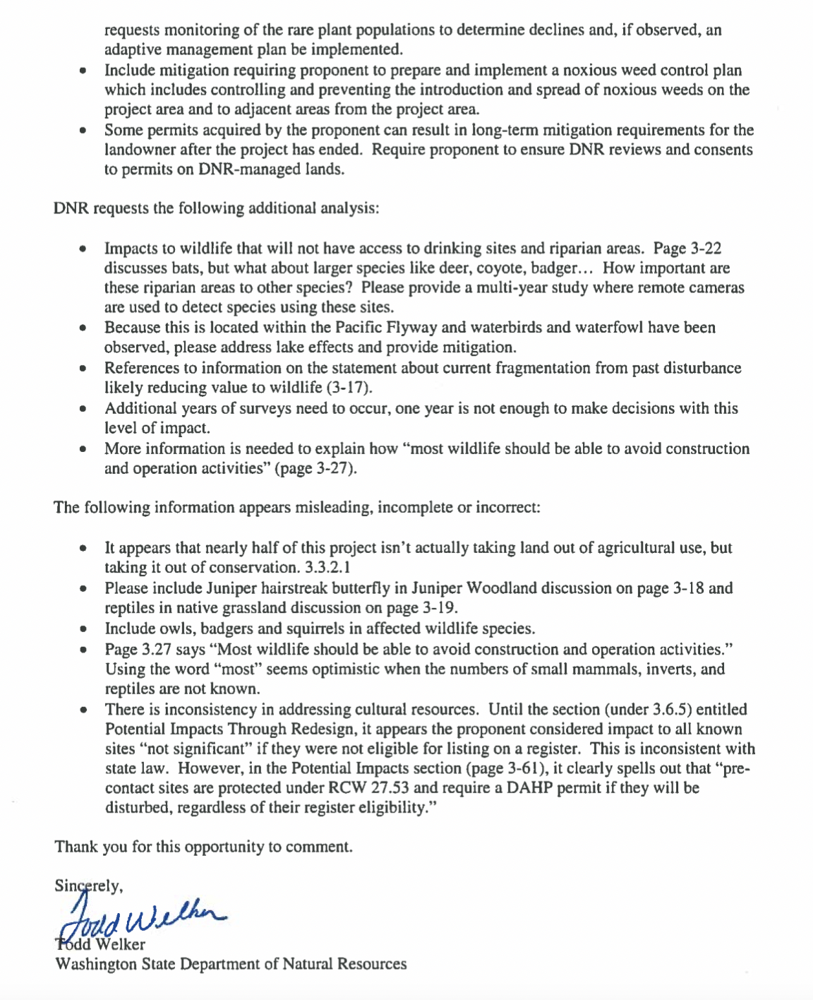 requests monitoring of the rare plant populations to determine declines and, if observed, an
adaptive management plan be implemented.
• Include mitigation requiring proponent to prepare and implement a noxious weed control plan
which includes controlling and preventing the introduction and spread of noxious weeds on the
project area and to adjacent areas from the project area.
• Some permits acquired by the proponent can result in long-term mitigation requirements for the
landowner after the project has ended. Require proponent to ensure DNR reviews and consents
to permits on DNR-managed lands.
DNR requests the following additional analysis:
• Impacts to wildlife that will not have access to drinking sites and riparian areas. Page 3-22
discusses bats, but what about larger species like deer, coyote, badger... How important are
these riparian areas to other species? Please provide a multi-year study where remote cameras
are used to detect species using these sites.
• Because this is located within the Pacific Flyway and waterbirds and waterfowl have been
observed, please address lake effects and provide mitigation.
• References to information on the statement about current fragmentation from past disturbance
likely reducing value to wildlife (3-17).
• Additional years of surveys need to occur, one year is not enough to make decisions with this
level of impact.
• More information is needed to explain how “most wildlife should be able to avoid construction
and operation activities” (page 3-27).
The following information appears misleading, incomplete or incorrect:
• It appears that nearly half of this project isn’t actually taking land out of agricultural use, but
taking it out of conservation. 3.3.2.1
• Please include Juniper hairstreak butterfly in Juniper Woodland discussion on page 3-18 and
reptiles in native grassland discussion on page 3-19.
• Include owls, badgers and squirrels in affected wildlife species.
• Page 3.27 says “Most wildlife should be able to avoid construction and operation activities.”
Using the word “most” seems optimistic when the numbers of small mammals, inverts, and
reptiles are not known.
• There is inconsistency in addressing cultural resources. Until the section (under 3.6.5) entitled
Potential Impacts Through Redesign, it appears the proponent considered impact to all known
sites “not significant” if they were not eligible for listing on a register. This is inconsistent with
state law. However, in the Potential Impacts section (page 3-61), it clearly spells out that “pre-
contact sites are protected under RCW 27.53 and require a DAHP permit if they will be
disturbed, regardless of their register eligibility.”
Thank you for this opportunity to comment.
Sincerely,
Todd Welker
Todd Welker
Washington State Department of Natural Resources